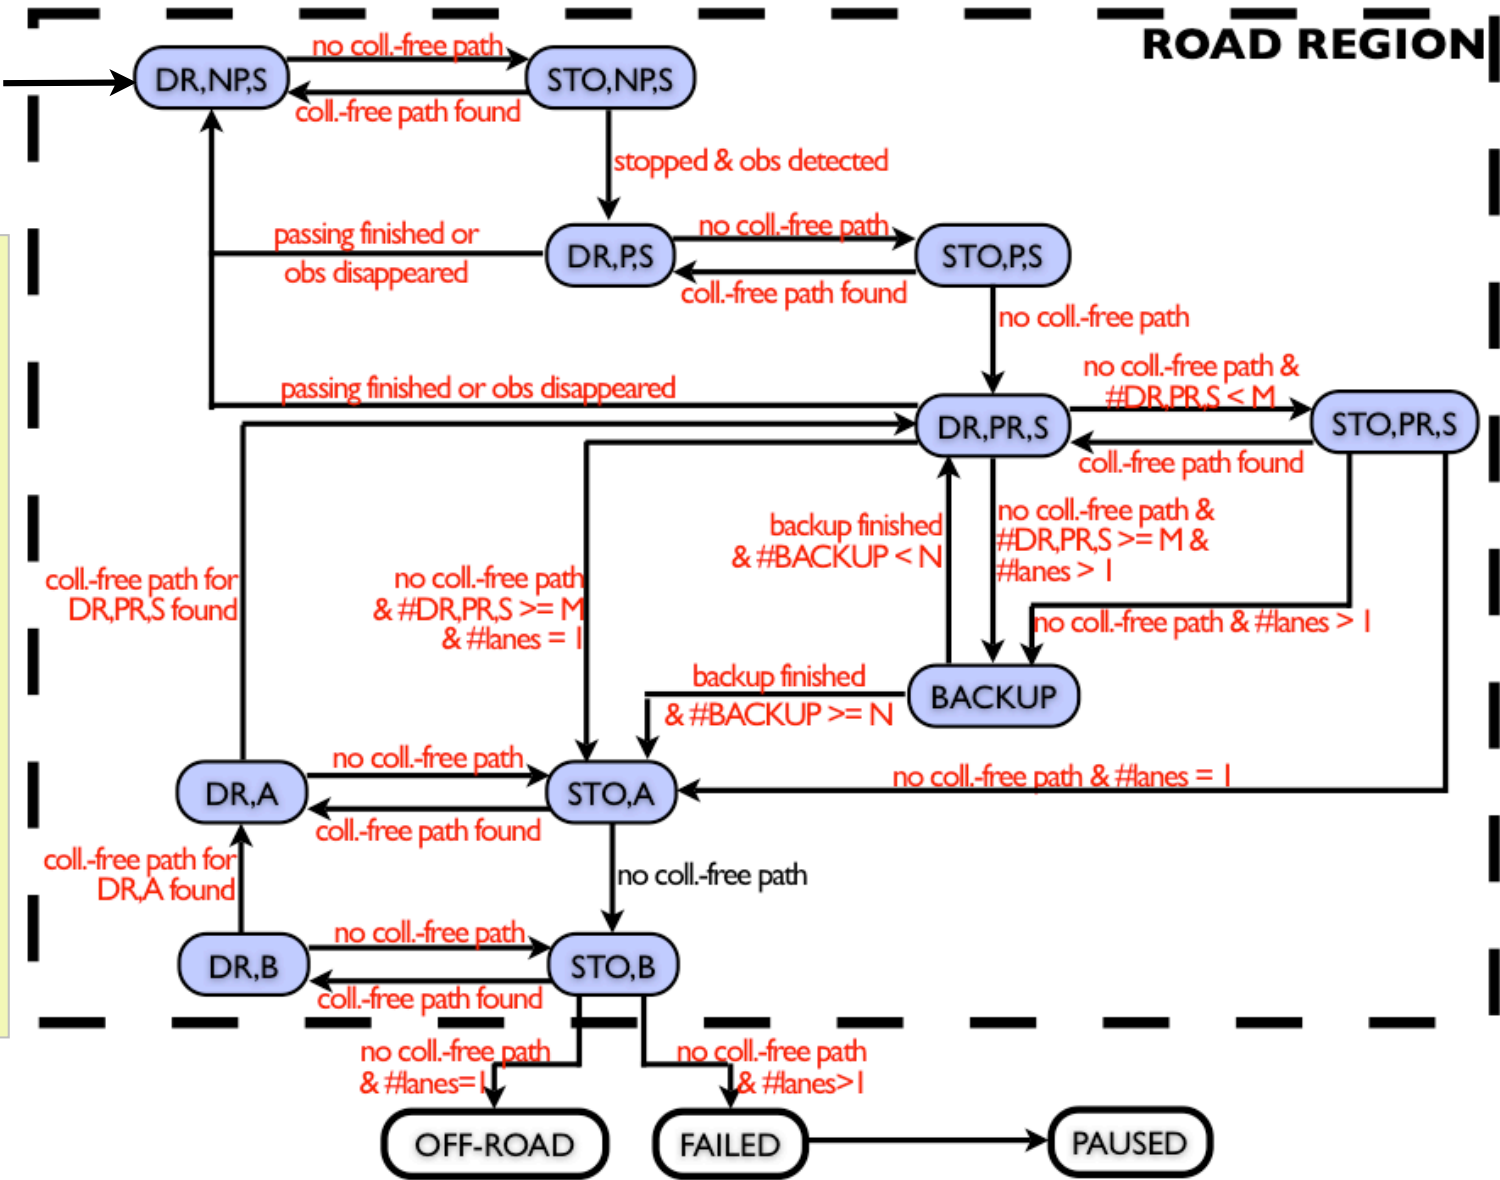 ROAD REGION
no coll.-free path
DR,NP,S
STO,NP,S
coll.-free path found
stopped & obs detected
passing finished or
obs disappeared
DR,P,S
no coll.-free path
STO,P,S
coll.-free path found
no coll.-free path
no coll.-free path &
#DR,PR,S < M
passing finished or obs disappeared
DR,PR,S
STO,PR,S
coll.-free path found
backup finished
& #BACKUP < N
no coll.-free path &
#DR,PR,S >= M &
#lanes > 1
coll.-free path for
DR,PR,S found
no coll.-free path
& #DR,PR,S >= M
& #lanes = 1
no coll.-free path & #lanes > 1
backup finished
& #BACKUP >= N
BACKUP
no coll.-free path
DR,A
STO,A
no coll.-free path & #lanes = 1
coll.-free path found
coll.-free path for
DR,A found
no coll.-free path
no coll.-free path
DR,B
STO,B
coll.-free path found
no coll.-free path
& #lanes=1
no coll.-free path
& #lanes>1
OFF-ROAD
FAILED
PAUSED